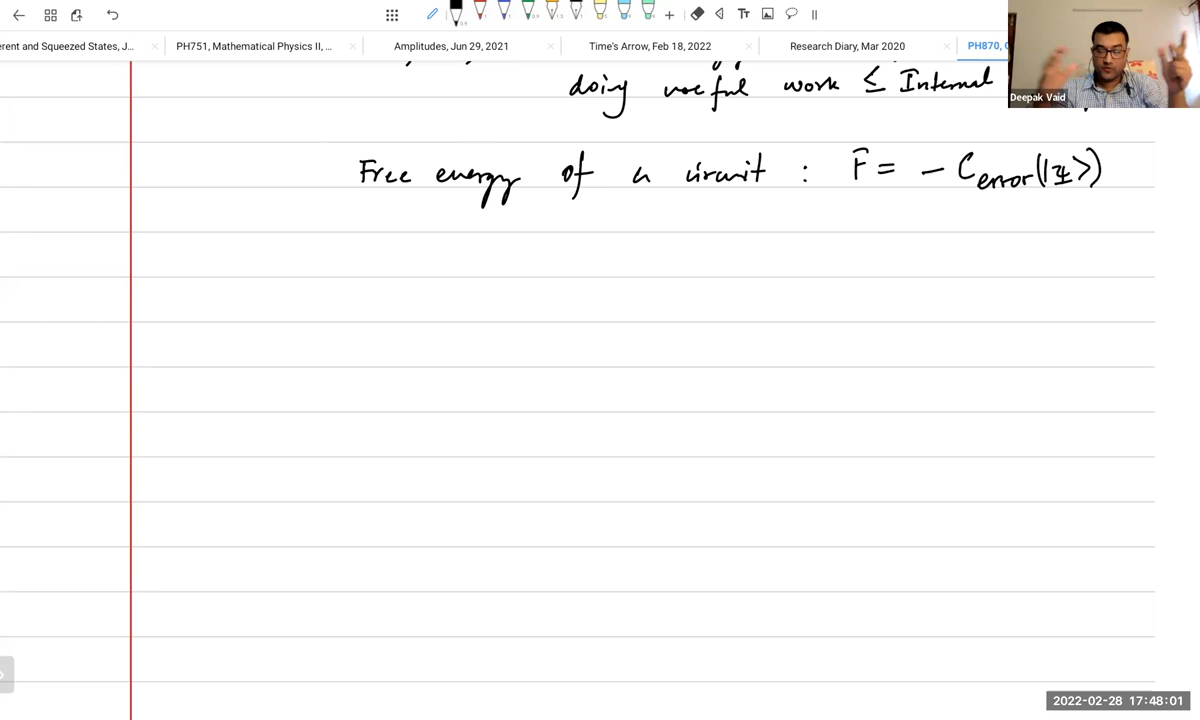 rent and Squeezed States, J... PH751, Mathematical Physics II, ... Amplitudes, Jun 29, 2021 Time's Arrow, Feb 18, 2022 Research Diary, Mar 2020 PH870,
doing useful work ≤ Internal
Deepak Vaid
Free energy of a circuit : F = - C_error(|Ψ>)
2022-02-28 17:48:01